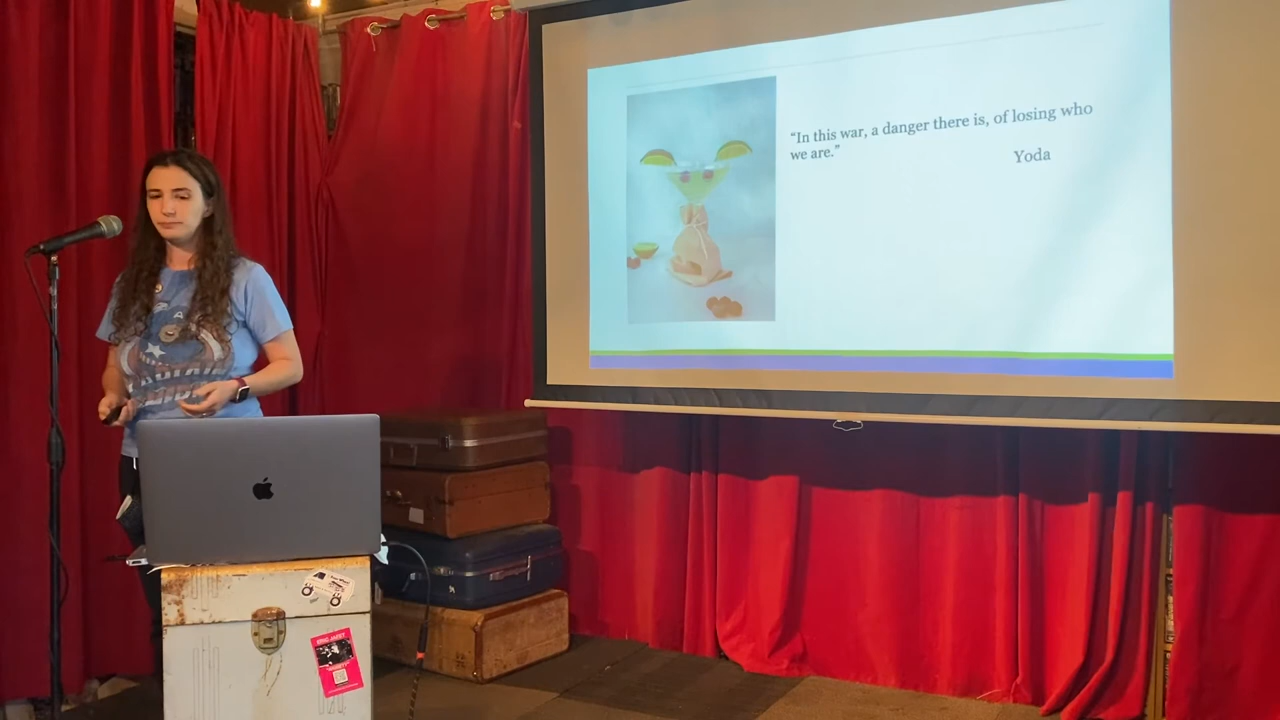 “In this war, a danger there is, of losing who
we are.”
Yoda